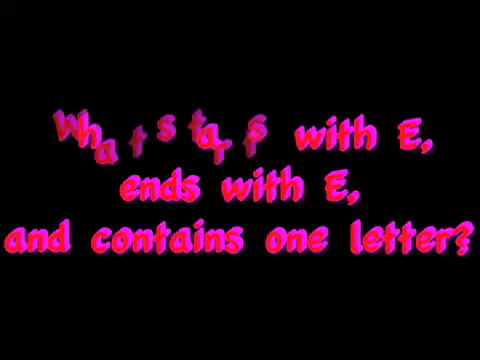 What starts with E,
ends with E,
and contains one letter?